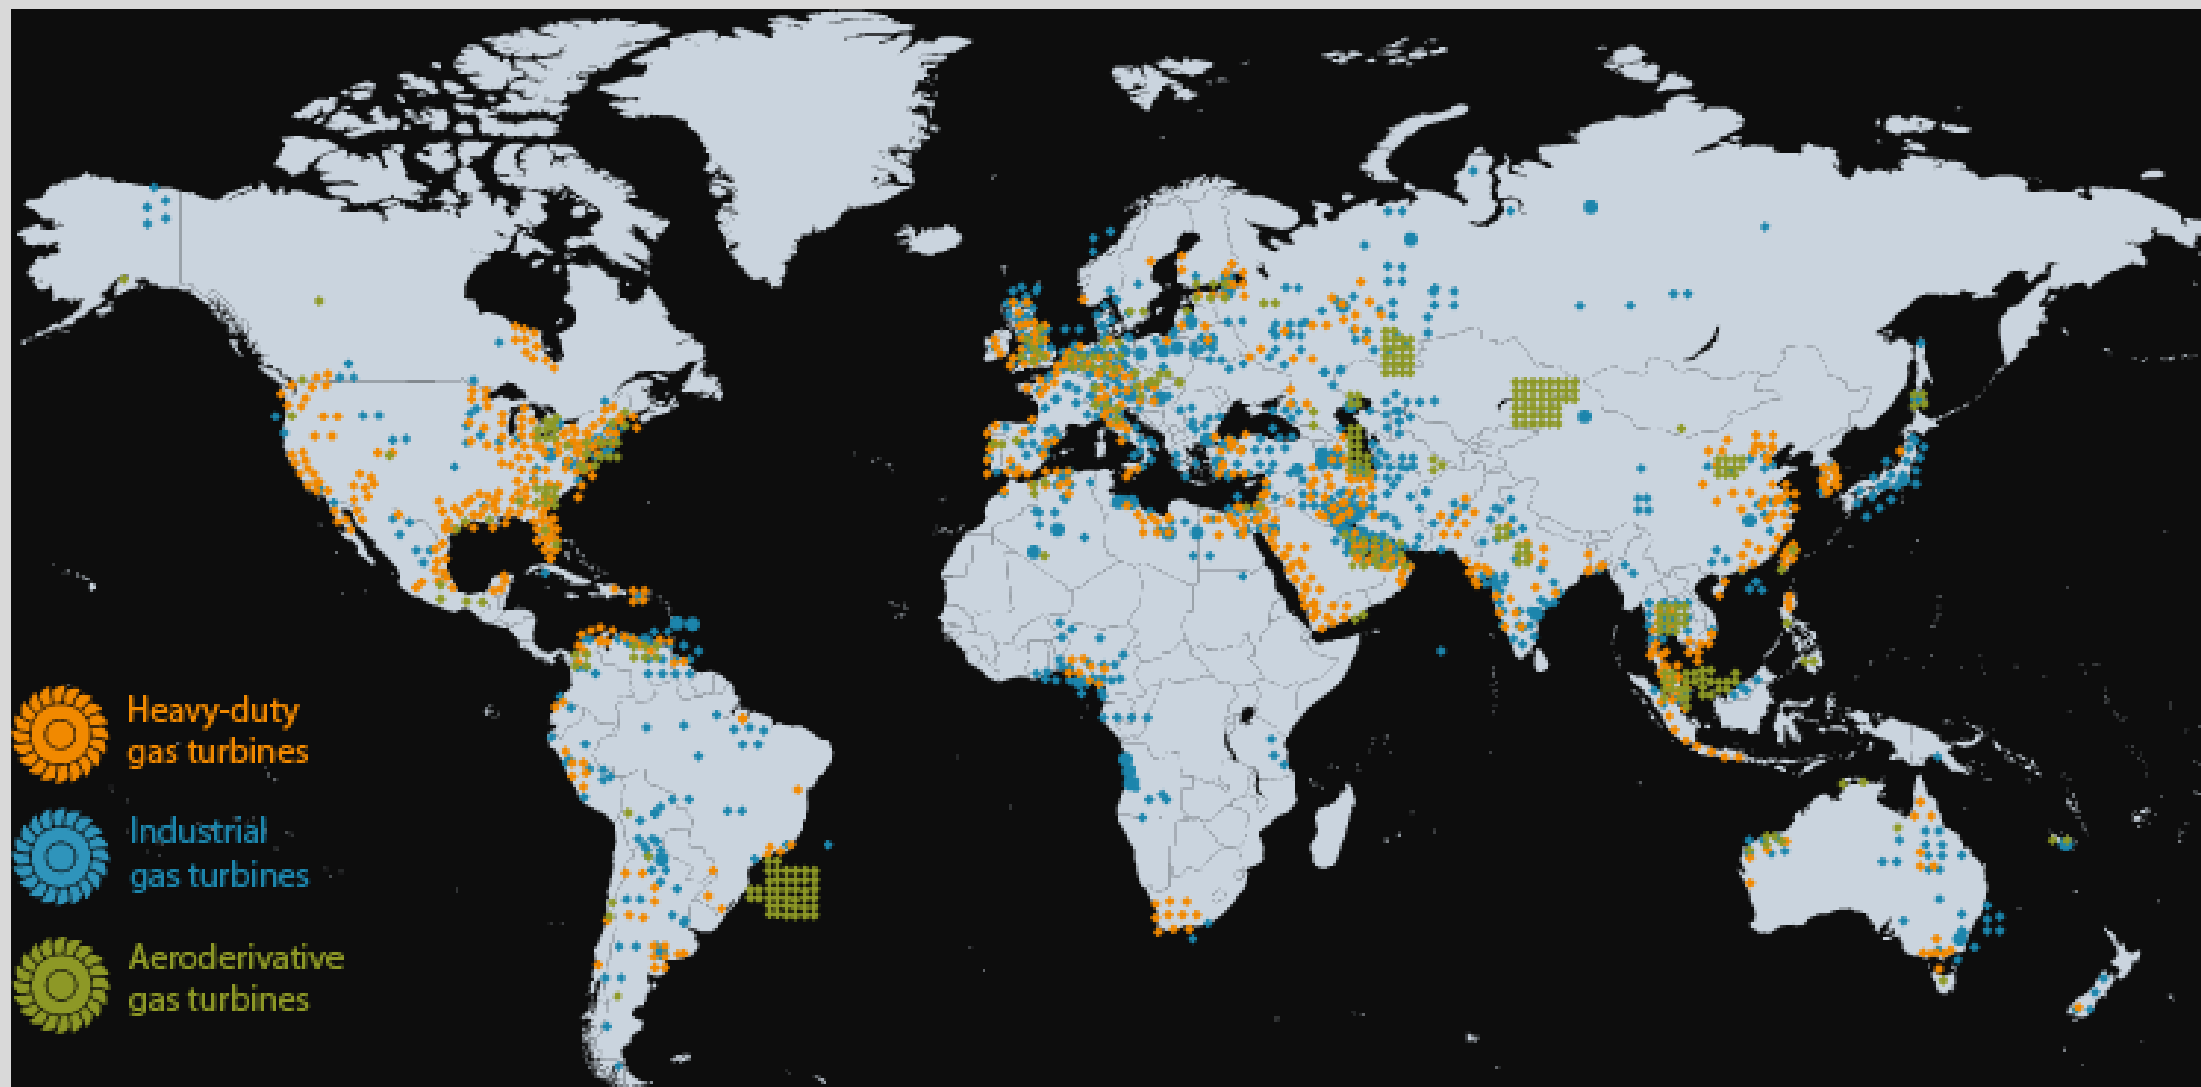 Heavy-duty
gas turbines
Industrial
gas turbines
Aeroderivative
gas turbines